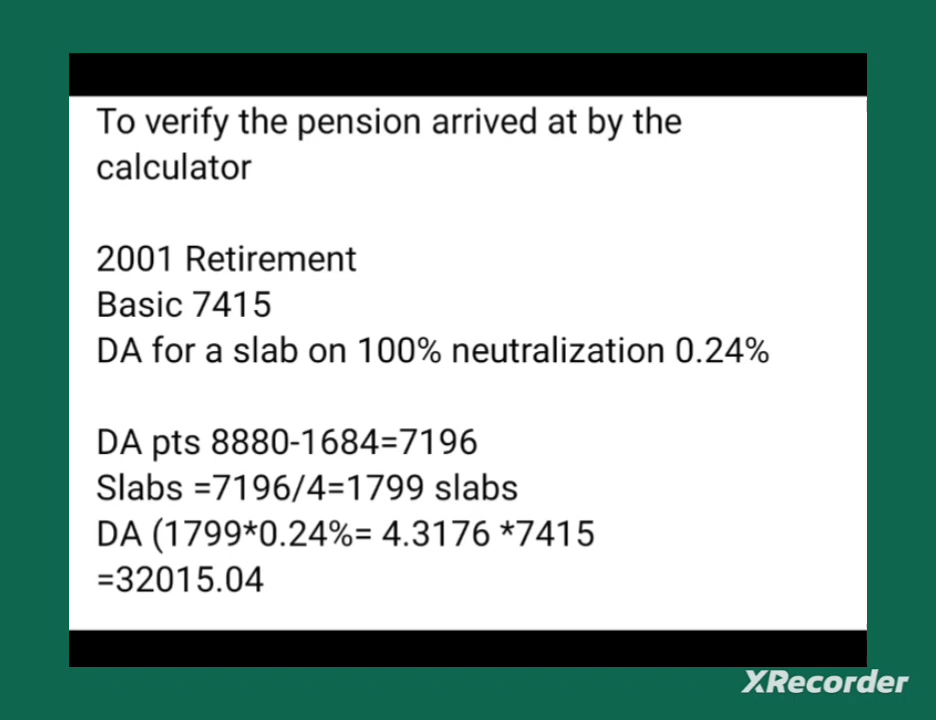 To verify the pension arrived at by the
calculator
2001 Retirement
Basic 7415
DA for a slab on 100% neutralization 0.24%
DA pts 8880-1684=7196
Slabs =7196/4=1799 slabs
DA (1799*0.24%= 4.3176 *7415
=32015.04
XRecorder